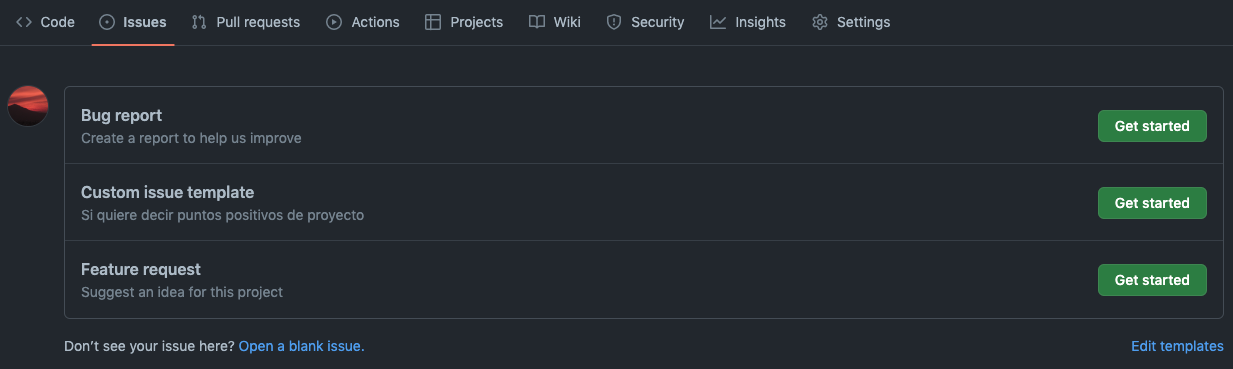 Code Issues Pull requests Actions Projects Wiki Security Insights Settings
Bug report
Create a report to help us improve
Get started
Custom issue template
Si quiere decir puntos positivos de proyecto
Get started
Feature request
Suggest an idea for this project
Get started
Don't see your issue here? Open a blank issue.
Edit templates